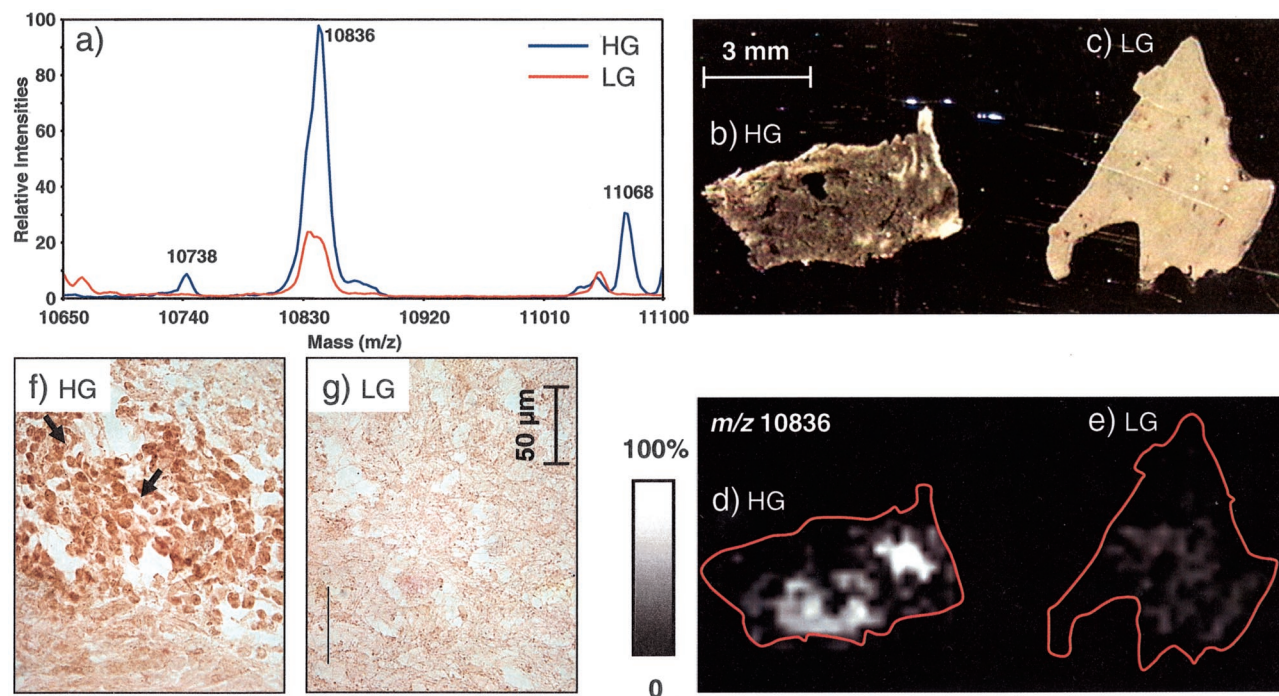 a)
100
80
60
40
20
0
Relative Intensities
10836
10738
11068
HG
LG
10650 10740 10830 10920 11010 11100
Mass (m/z)
3 mm
b) HG
c) LG
f) HG
g) LG
50 µm
100%
0
m/z 10836
d) HG
e) LG